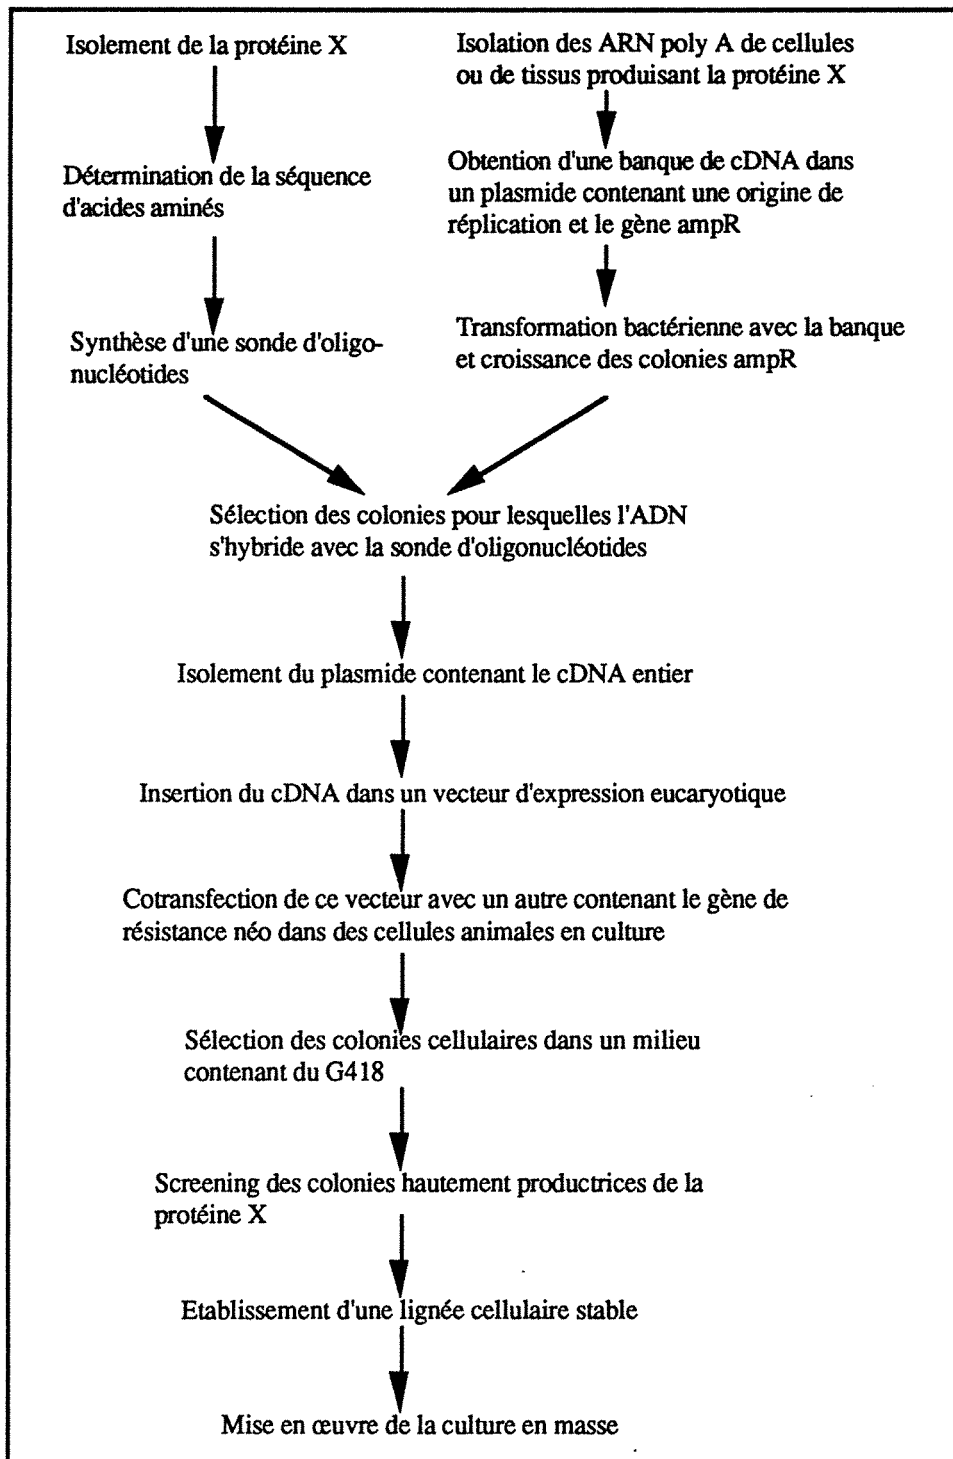 Isolement de la protéine X
Isolation des ARN poly A de cellules
ou de tissus produisant la protéine X
Détermination de la séquence
d'acides aminés
Obtention d'une banque de cDNA dans
un plasmide contenant une origine de
réplication et le gène ampR
Synthèse d'une sonde d'oligo-
nucléotides
Transformation bactérienne avec la banque
et croissance des colonies ampR
Sélection des colonies pour lesquelles l'ADN
s'hybride avec la sonde d'oligonucléotides
Isolement du plasmide contenant le cDNA entier
Insertion du cDNA dans un vecteur d'expression eucaryotique
Cotransfection de ce vecteur avec un autre contenant le gène de
résistance néo dans des cellules animales en culture
Sélection des colonies cellulaires dans un milieu
contenant du G418
Screening des colonies hautement productrices de la
protéine X
Etablissement d'une lignée cellulaire stable
Mise en œuvre de la culture en masse